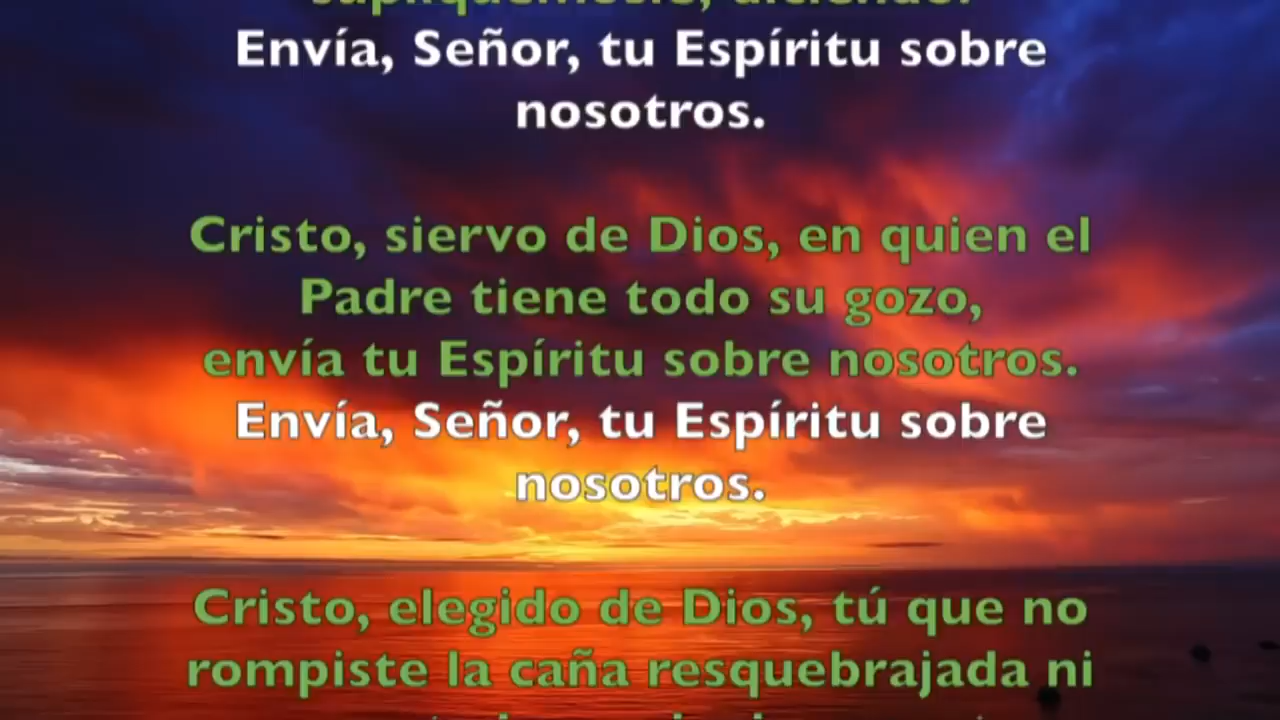 supliquémosle, diciendo:
Envía, Señor, tu Espíritu sobre
nosotros.
Cristo, siervo de Dios, en quien el
Padre tiene todo su gozo,
envía tu Espíritu sobre nosotros.
Envía, Señor, tu Espíritu sobre
nosotros.
Cristo, elegido de Dios, tú que no
rompiste la caña resquebrajada ni